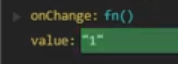 onChange: fn()
value: "1"